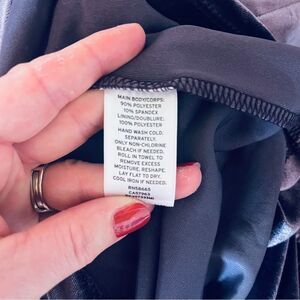 MAIN BODY/CORPS:
90% POLYESTER
10% SPANDEX
LINING/DOUBLURE:
100% POLYESTER
HAND WASH COLD,
SEPARATELY.
ONLY NON-CHLORINE
BLEACH IF NEEDED.
ROLL IN TOWEL TO
REMOVE EXCESS
MOISTURE, RESHAPE.
LAY FLAT TO DRY.
COOL IRON IF NEEDED.
RN58665